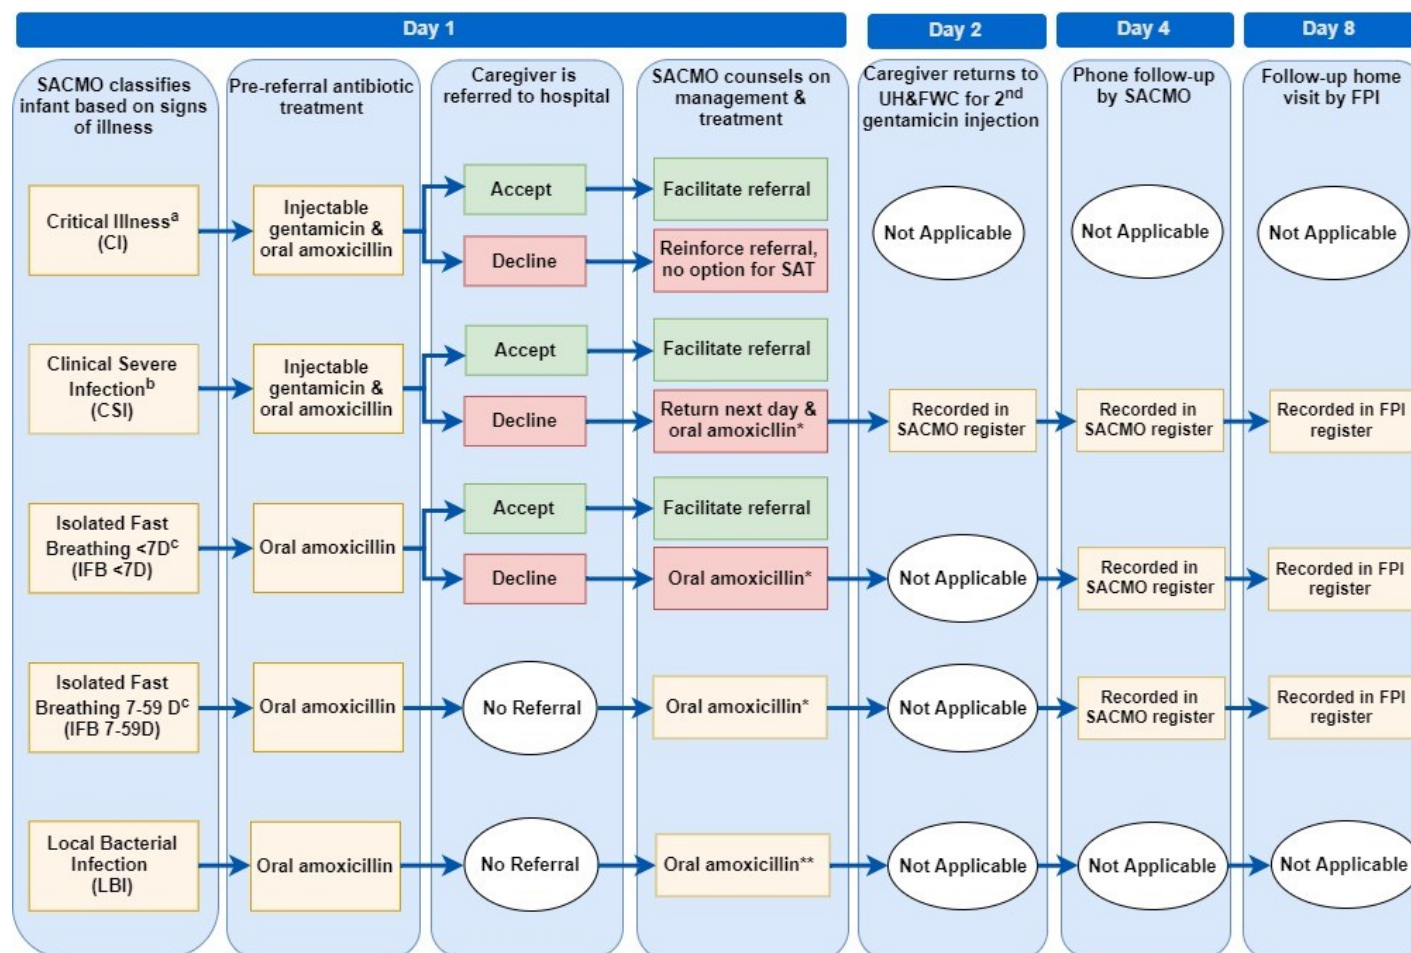 Day 1
Day 2
Day 4
Day 8
SACMO classifies
infant based on signs
of illness
Pre-referral antibiotic
treatment
Caregiver is
referred to hospital
SACMO counsels on
management &
treatment
Caregiver returns to
UH&FWC for 2nd
gentamicin injection
Phone follow-up
by SACMO
Follow-up home
visit by FPI
Critical Illnessa
(CI)
Injectable
gentamicin &
oral amoxicillin
Accept
Facilitate referral
Decline
Reinforce referral,
no option for SAT
Not Applicable
Not Applicable
Not Applicable
Clinical Severe
Infectionb
(CSI)
Injectable
gentamicin &
oral amoxicillin
Accept
Facilitate referral
Decline
Return next day &
oral amoxicllin*
Recorded in
SACMO register
Recorded in
SACMO register
Recorded in FPI
register
Isolated Fast
Breathing <7Dc
(IFB <7D)
Oral amoxicillin
Accept
Facilitate referral
Decline
Oral amoxicillin*
Not Applicable
Recorded in
SACMO register
Recorded in FPI
register
Isolated Fast
Breathing 7-59 Dc
(IFB 7-59D)
Oral amoxicillin
No Referral
Oral amoxicillin*
Not Applicable
Recorded in
SACMO register
Recorded in FPI
register
Local Bacterial
Infection
(LBI)
Oral amoxicillin
No Referral
Oral amoxicillin**
Not Applicable
Not Applicable
Not Applicable